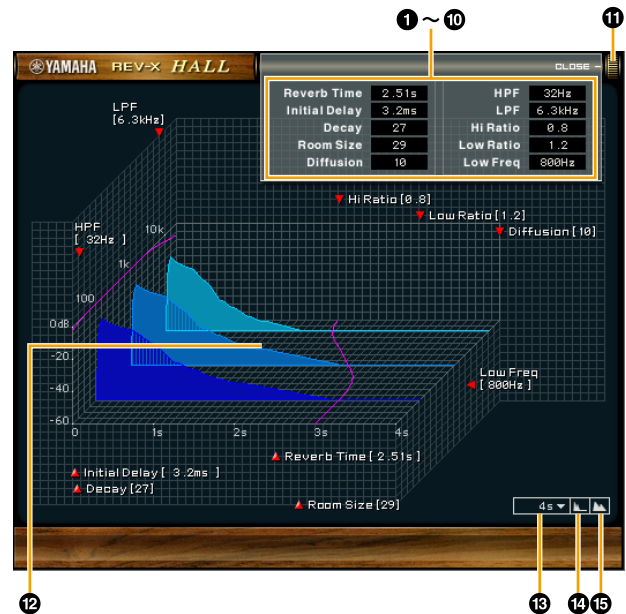 ❶～❿
⓫
YAMAHA REV-X HALL
CLOSE –
Reverb Time 2.51s HPF 32Hz
Initial Delay 3.2ms LPF 6.3kHz
Decay 27 Hi Ratio 0.8
Room Size 29 Low Ratio 1.2
Diffusion 10 Low Freq 800Hz
LPF
[6.3kHz]
Hi Ratio [0.8]
Low Ratio [1.2]
Diffusion [10]
HPF
[ 32Hz ]
10k
1k
100
0dB
-20
-40
-60
0 1s 2s 3s 4s
Low Freq
[ 800Hz]
Reverb Time [ 2.51s]
Initial Delay [ 3.2ms ]
Decay [27]
Room Size [29]
4s
⓬
⓭ ⓮ ⓯